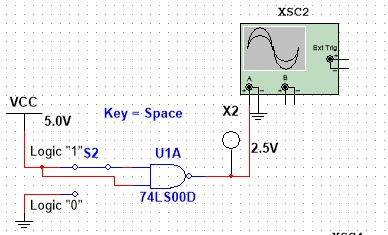 XSC2
Ext Trig
A
B
VCC
5.0V
Key = Space
X2
2.5V
Logic "1"
S2
U1A
74LS00D
Logic "0"